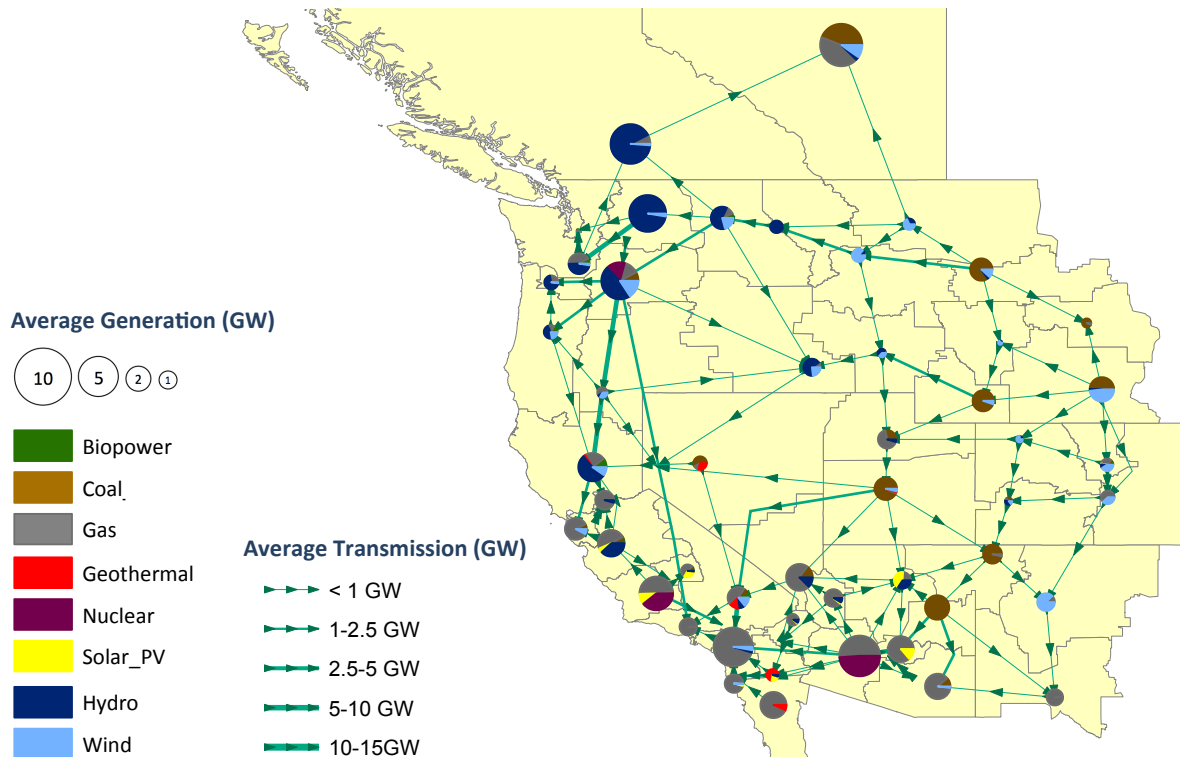 Average Generation (GW)
10
5
2
1
Biopower
Coal_
Gas
Geothermal
Nuclear
Solar_PV
Hydro
Wind
Average Transmission (GW)
< 1 GW
1-2.5 GW
2.5-5 GW
5-10 GW
10-15GW